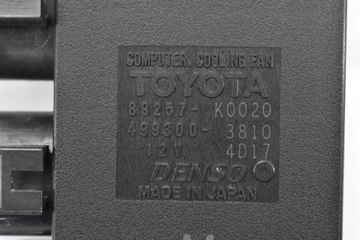 COMPUTER, COOLING FAN
TOYOTA
89257- K0020
499300- 3810
12V 4D17
DENSO
MADE IN JAPAN